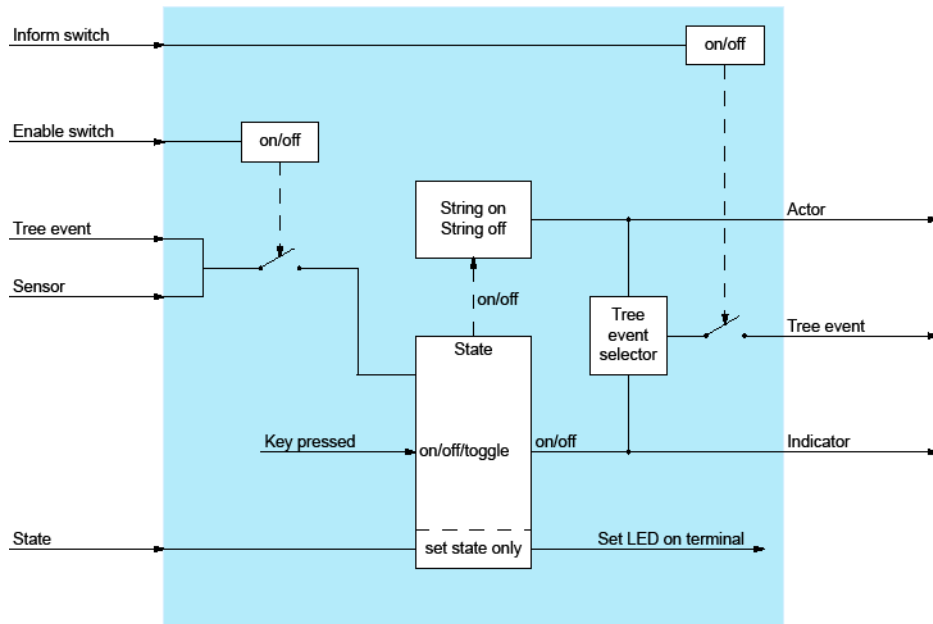 Inform switch
on/off
Enable switch
on/off
String on
String off
Actor
Tree event
Sensor
on/off
Tree
event
selector
Tree event
State
Key pressed
on/off/toggle
on/off
Indicator
State
set state only
Set LED on terminal